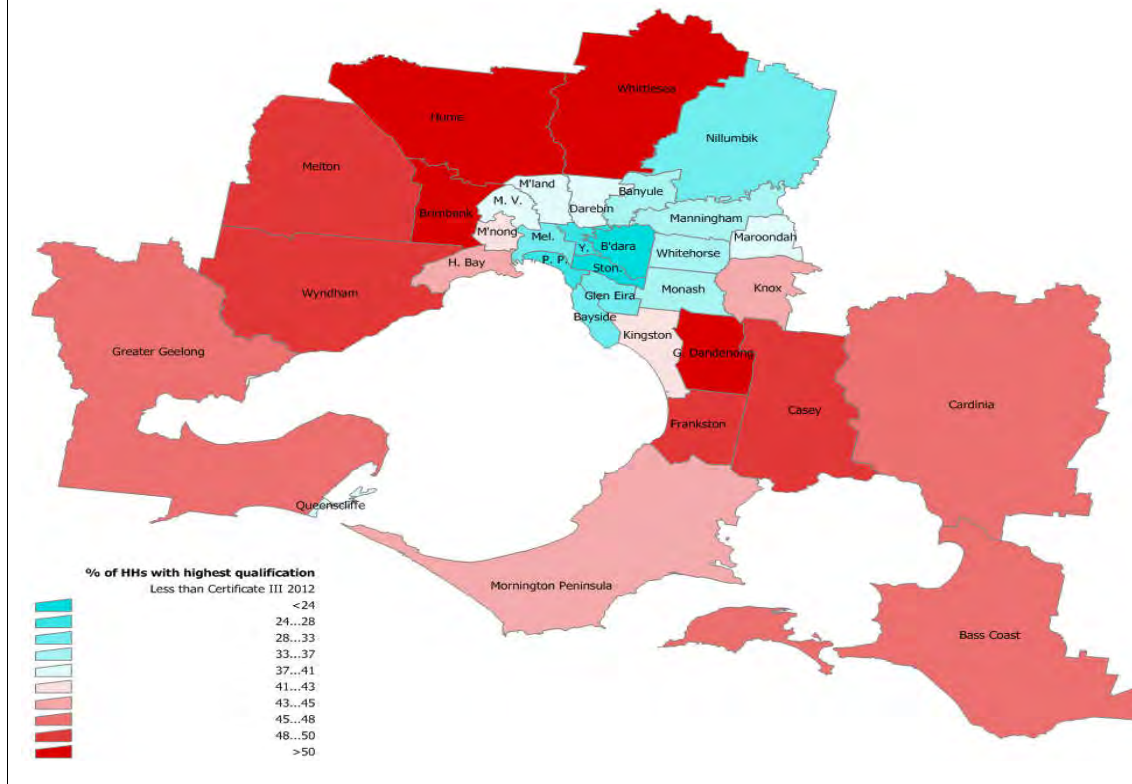 Whittlesea
Hume
Nillumbik
Melton
M'land
Banyule
M. V.
Darebin
Brimbank
Manningham
M'nong
Mel.
Y.
B'dara
Maroondah
Whitehorse
H. Bay
P. P.
Ston.
Monash
Knox
Wyndham
Glen Eira
Bayside
Kingston
Greater Geelong
G. Dandenong
Cardinia
Casey
Frankston
Queenscliffe
Mornington Peninsula
Bass Coast
% of HHs with highest qualification
Less than Certificate III 2012
<24
24...28
28...33
33...37
37...41
41...43
43...45
45...48
48...50
>50